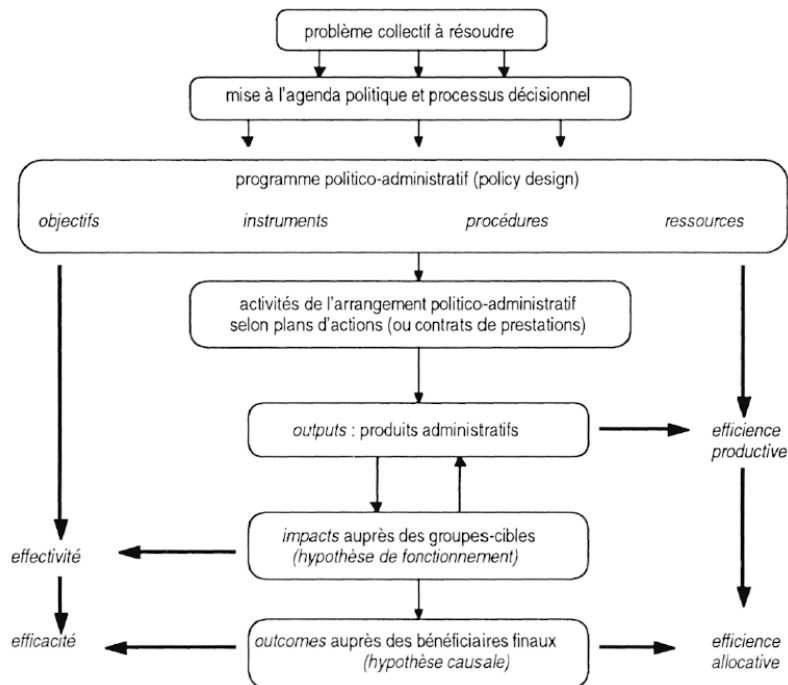 problème collectif à résoudre
mise à l'agenda politique et processus décisionnel
programme politico-administratif (policy design)
objectifs instruments procédures ressources
activités de l'arrangement politico-administratif
selon plans d'actions (ou contrats de prestations)
outputs : produits administratifs
efficience
productive
impacts auprès des groupes-cibles
(hypothèse de fonctionnement)
effectivité
efficacité
outcomes auprès des bénéficiaires finaux
(hypothèse causale)
efficience
allocative